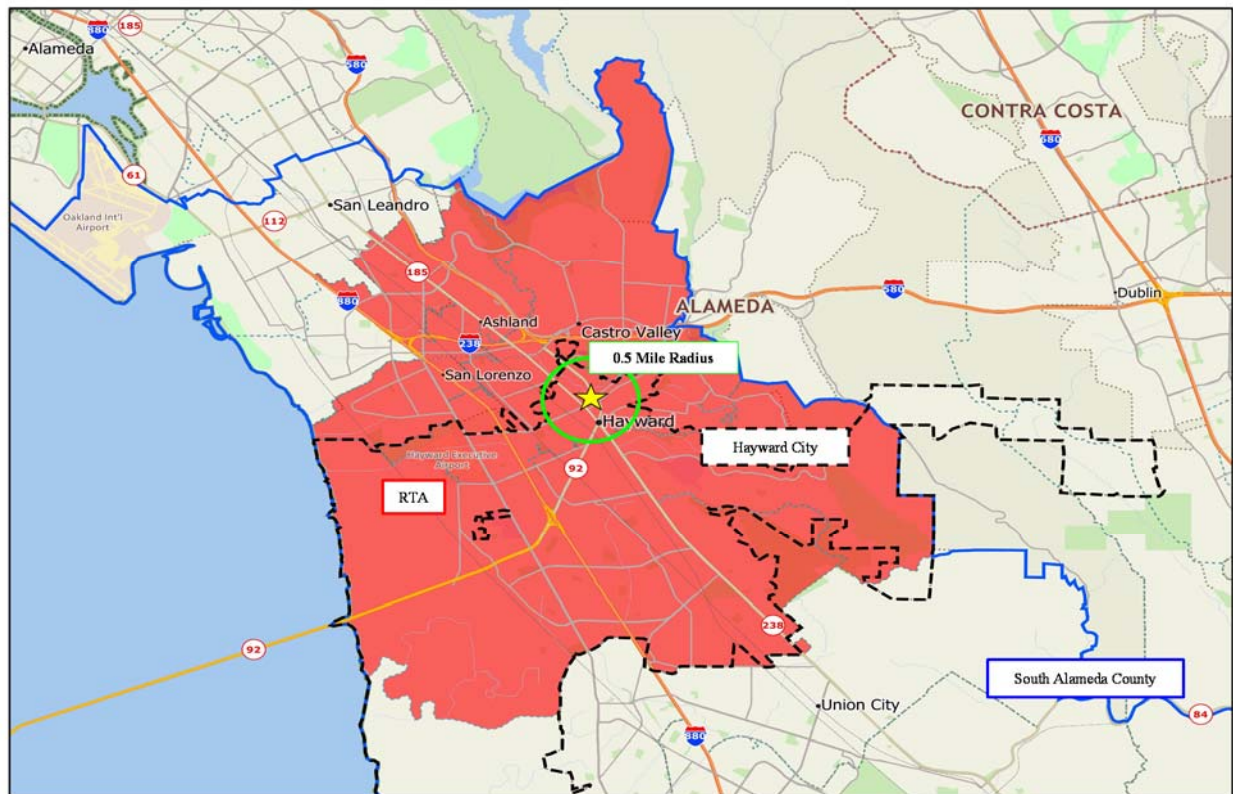 880
185
Alameda
580
CONTRA COSTA
680
61
Oakland Int'l
Airport
San Leandro
112
185
880
580
Dublin
ALAMEDA
Ashland
Castro Valley
238
0.5 Mile Radius
San Lorenzo
Hayward
Hayward Executive
Airport
Hayward City
92
RTA
238
92
South Alameda County
Union City
84
880